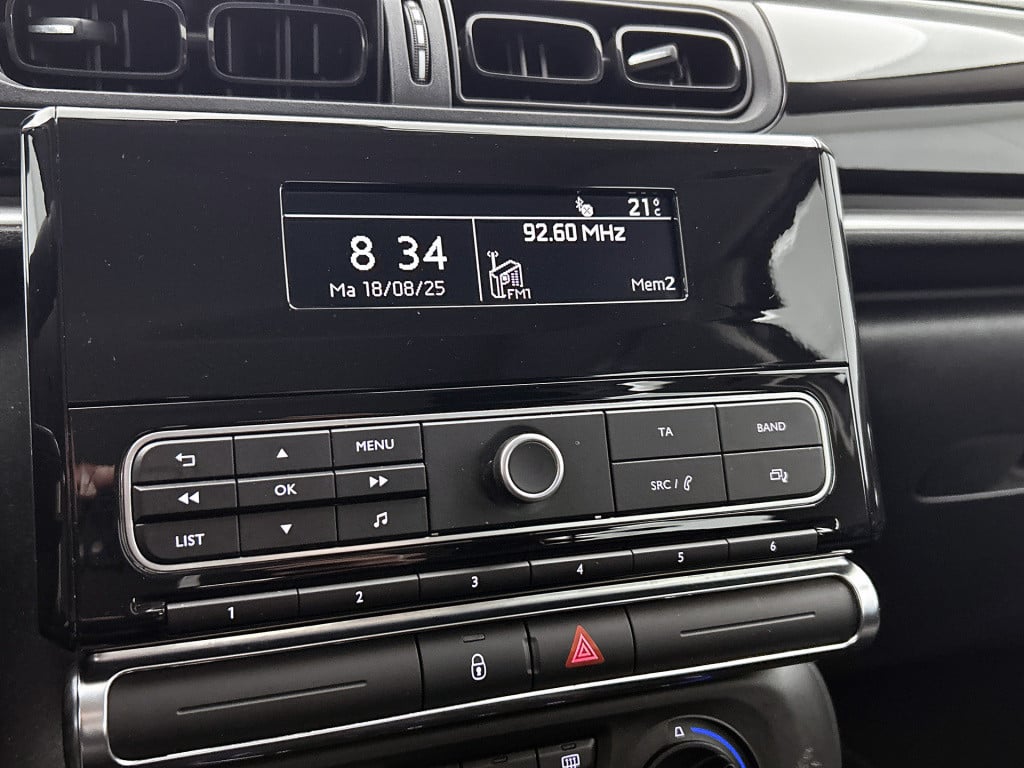 21°C
92.60 MHz
8 34
Ma 18/08/25
FM1
Mem2
MENU
TA
BAND
OK
SRC /
LIST
1
2
3
4
5
6